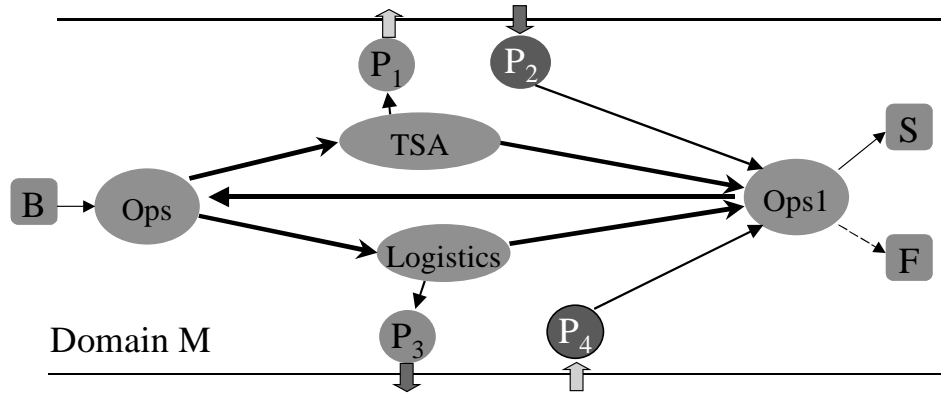 P1
P2
TSA
S
B
Ops
Ops1
Logistics
F
Domain M
P3
P4